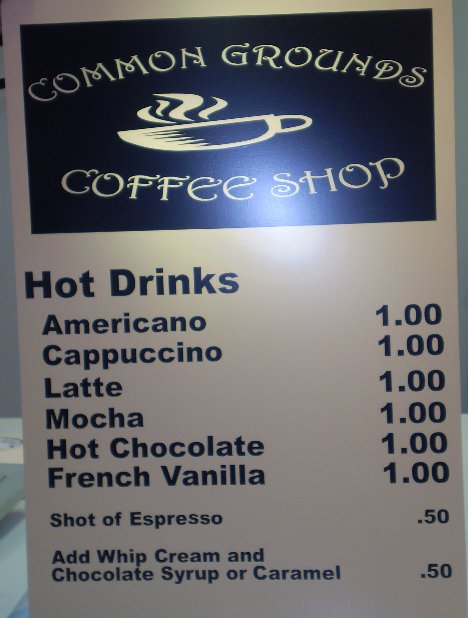 COMMON GROUNDS
COFFEE SHOP
Hot Drinks
Americano 1.00
Cappuccino 1.00
Latte 1.00
Mocha 1.00
Hot Chocolate 1.00
French Vanilla 1.00
Shot of Espresso .50
Add Whip Cream and
Chocolate Syrup or Caramel .50